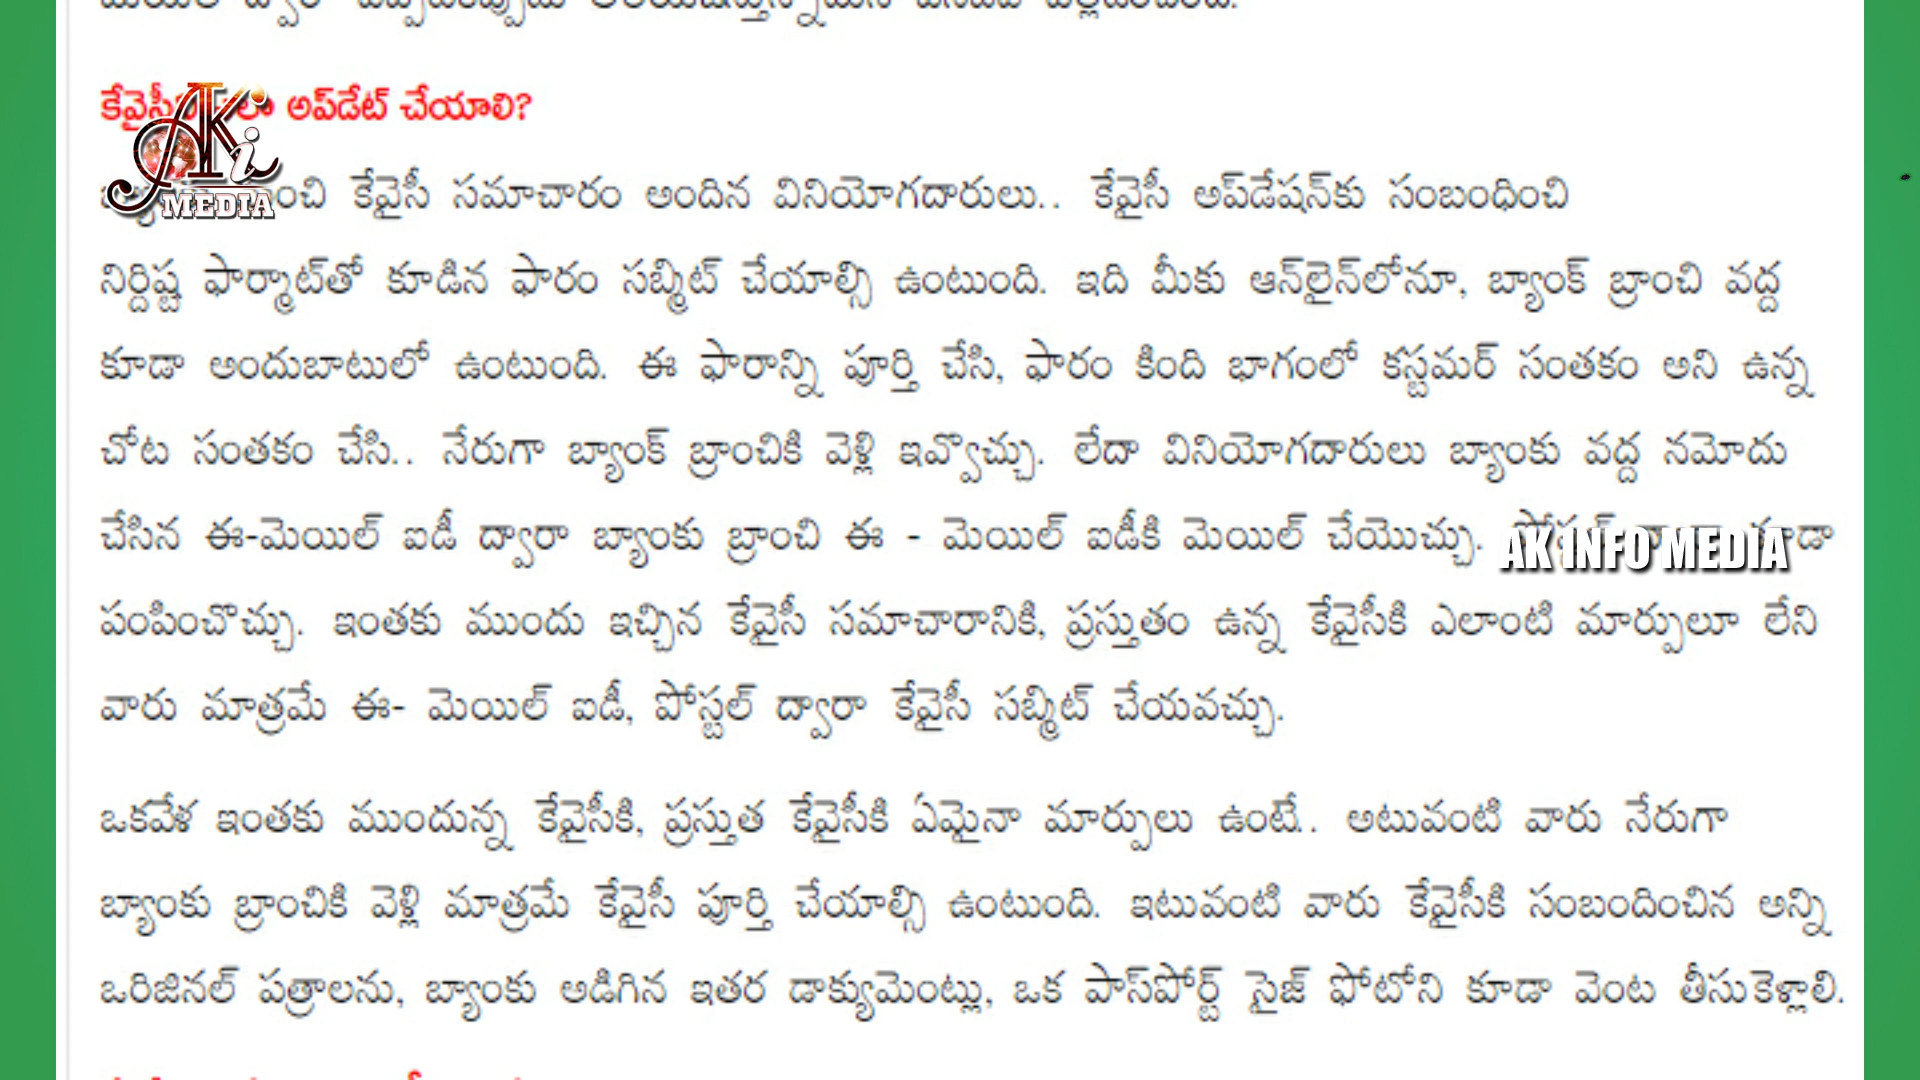 అప్‌డేట్ చేయాలి?
AKi
MEDIA
కేవైసీ సమాచారం అందిన వినియోగదారులు.. కేవైసీ అప్‌డేషన్‌కు సంబంధించి
నిర్దిష్ట ఫార్మాట్‌తో కూడిన ఫారం సబ్మిట్ చేయాల్సి ఉంటుంది. ఇది మీకు ఆన్‌లైన్‌లోనూ, బ్యాంక్ బ్రాంచి వద్ద
కూడా అందుబాటులో ఉంటుంది. ఈ ఫారాన్ని పూర్తి చేసి, ఫారం కింది భాగంలో కస్టమర్ సంతకం అని ఉన్న
చోట సంతకం చేసి.. నేరుగా బ్యాంక్ బ్రాంచికి వెళ్లి ఇవ్వొచ్చు. లేదా వినియోగదారులు బ్యాంకు వద్ద నమోదు
చేసిన ఈ-మెయిల్ ఐడీ ద్వారా బ్యాంకు బ్రాంచి ఈ - మెయిల్ ఐడీకి మెయిల్ చేయొచ్చు. కూడా
AK INFO MEDIA
పంపించొచ్చు. ఇంతకు ముందు ఇచ్చిన కేవైసీ సమాచారానికి, ప్రస్తుతం ఉన్న కేవైసీకి ఎలాంటి మార్పులూ లేని
వారు మాత్రమే ఈ- మెయిల్ ఐడీ, పోస్టల్ ద్వారా కేవైసీ సబ్మిట్ చేయవచ్చు.
ఒకవేళ ఇంతకు ముందున్న కేవైసీకి, ప్రస్తుత కేవైసీకి ఏమైనా మార్పులు ఉంటే.. అటువంటి వారు నేరుగా
బ్యాంకు బ్రాంచికి వెళ్లి మాత్రమే కేవైసీ పూర్తి చేయాల్సి ఉంటుంది. ఇటువంటి వారు కేవైసీకి సంబందించిన అన్ని
ఒరిజినల్ పత్రాలను, బ్యాంకు అడిగిన ఇతర డాక్యుమెంట్లు, ఒక పాస్‌పోర్ట్ సైజ్ ఫోటోని కూడా వెంట తీసుకెళ్లాలి.